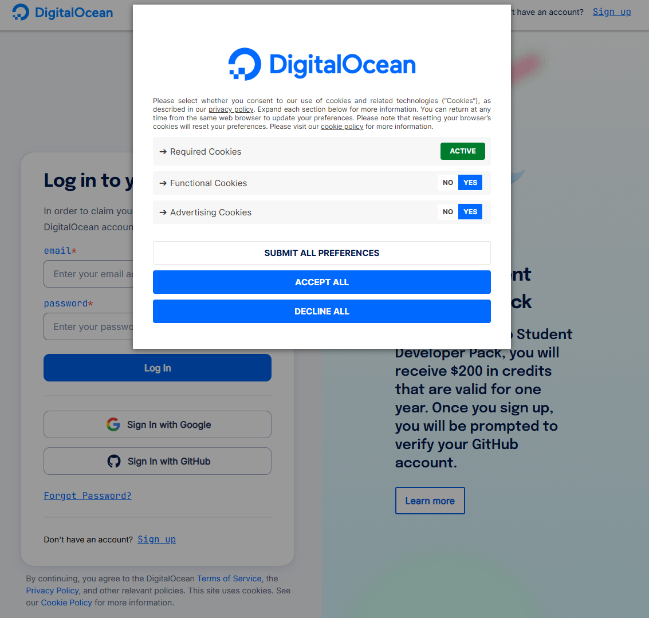 DigitalOcean
't have an account? Sign up
DigitalOcean
Please select whether you consent to our use of cookies and related technologies ("Cookies"), as
described in our privacy policy. Expand each section below for more information. You can return at any
time from the same web browser to update your preferences. Please note that resetting your browser's
cookies will reset your preferences. Please visit our cookie policy for more information.
➔ Required Cookies ACTIVE
➔ Functional Cookies NO YES
➔ Advertising Cookies NO YES
SUBMIT ALL PREFERENCES
ACCEPT ALL
DECLINE ALL
Log in to y
In order to claim you
DigitalOcean accoun
email*
Enter your email a
password*
Enter your passwo
Log In
Sign In with Google
Sign In with GitHub
Forgot Password?
Don't have an account? Sign up
By continuing, you agree to the DigitalOcean Terms of Service, the
Privacy Policy, and other relevant policies. This site uses cookies. See
our Cookie Policy for more information.
ent
ck
Student
Developer Pack, you will
receive $200 in credits
that are valid for one
year. Once you sign up,
you will be prompted to
verify your GitHub
account.
Learn more